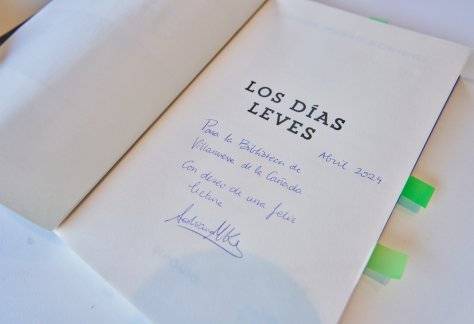 LOS DÍAS
LEVES
Para la Biblioteca de Abril 2024
Villanueva de la Cañada
Con deseo de una feliz
lectura